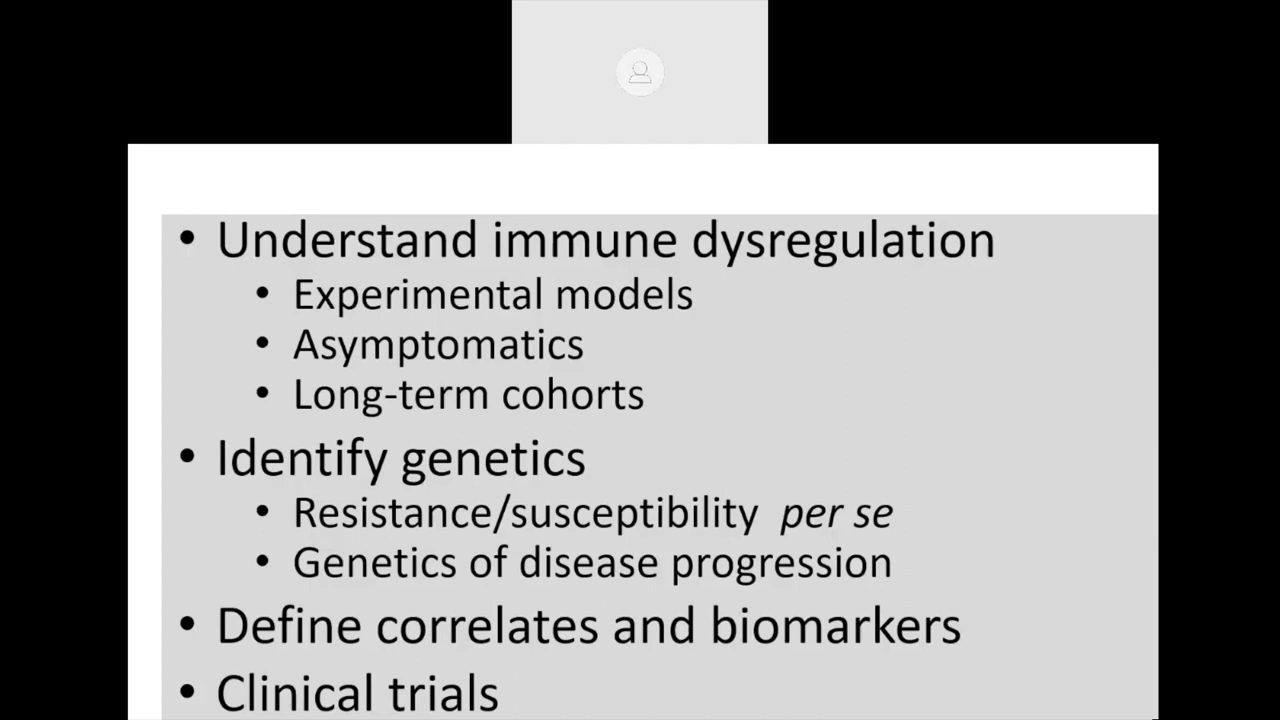 • Understand immune dysregulation
• Experimental models
• Asymptomatics
• Long-term cohorts
• Identify genetics
• Resistance/susceptibility per se
• Genetics of disease progression
• Define correlates and biomarkers
• Clinical trials